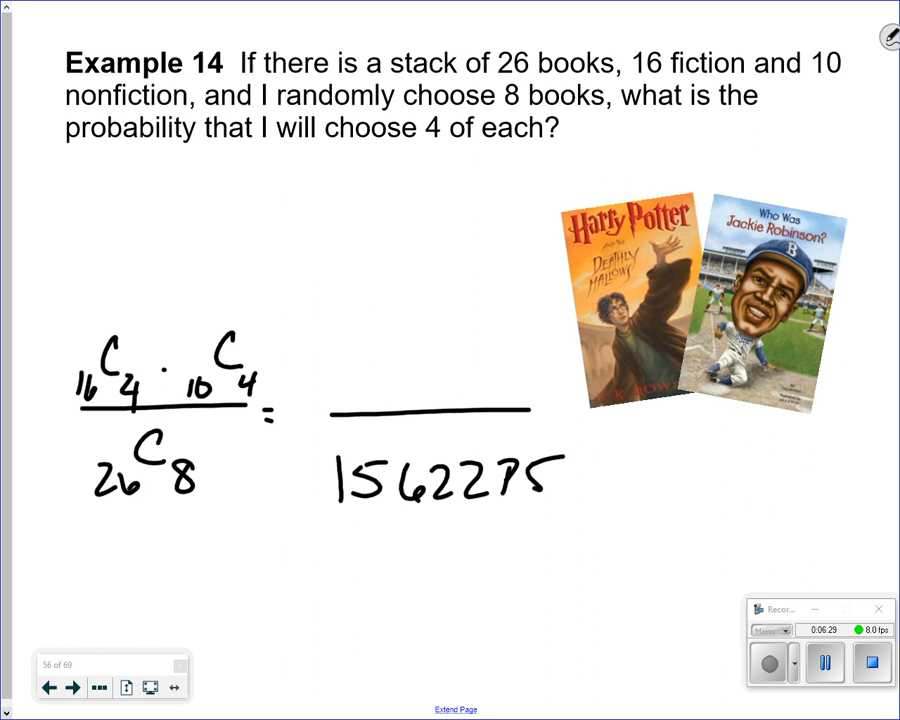 Example 14 If there is a stack of 26 books, 16 fiction and 10
nonfiction, and I randomly choose 8 books, what is the
probability that I will choose 4 of each?
Harry Potter
AND THE
DEATHLY
HALLOWS
Who Was
Jackie Robinson?
B
16C4 · 10C4
=
26C8
1562275
Recor...
Menu
0:06:29
8.0 fps
56 of 69
Extend Page